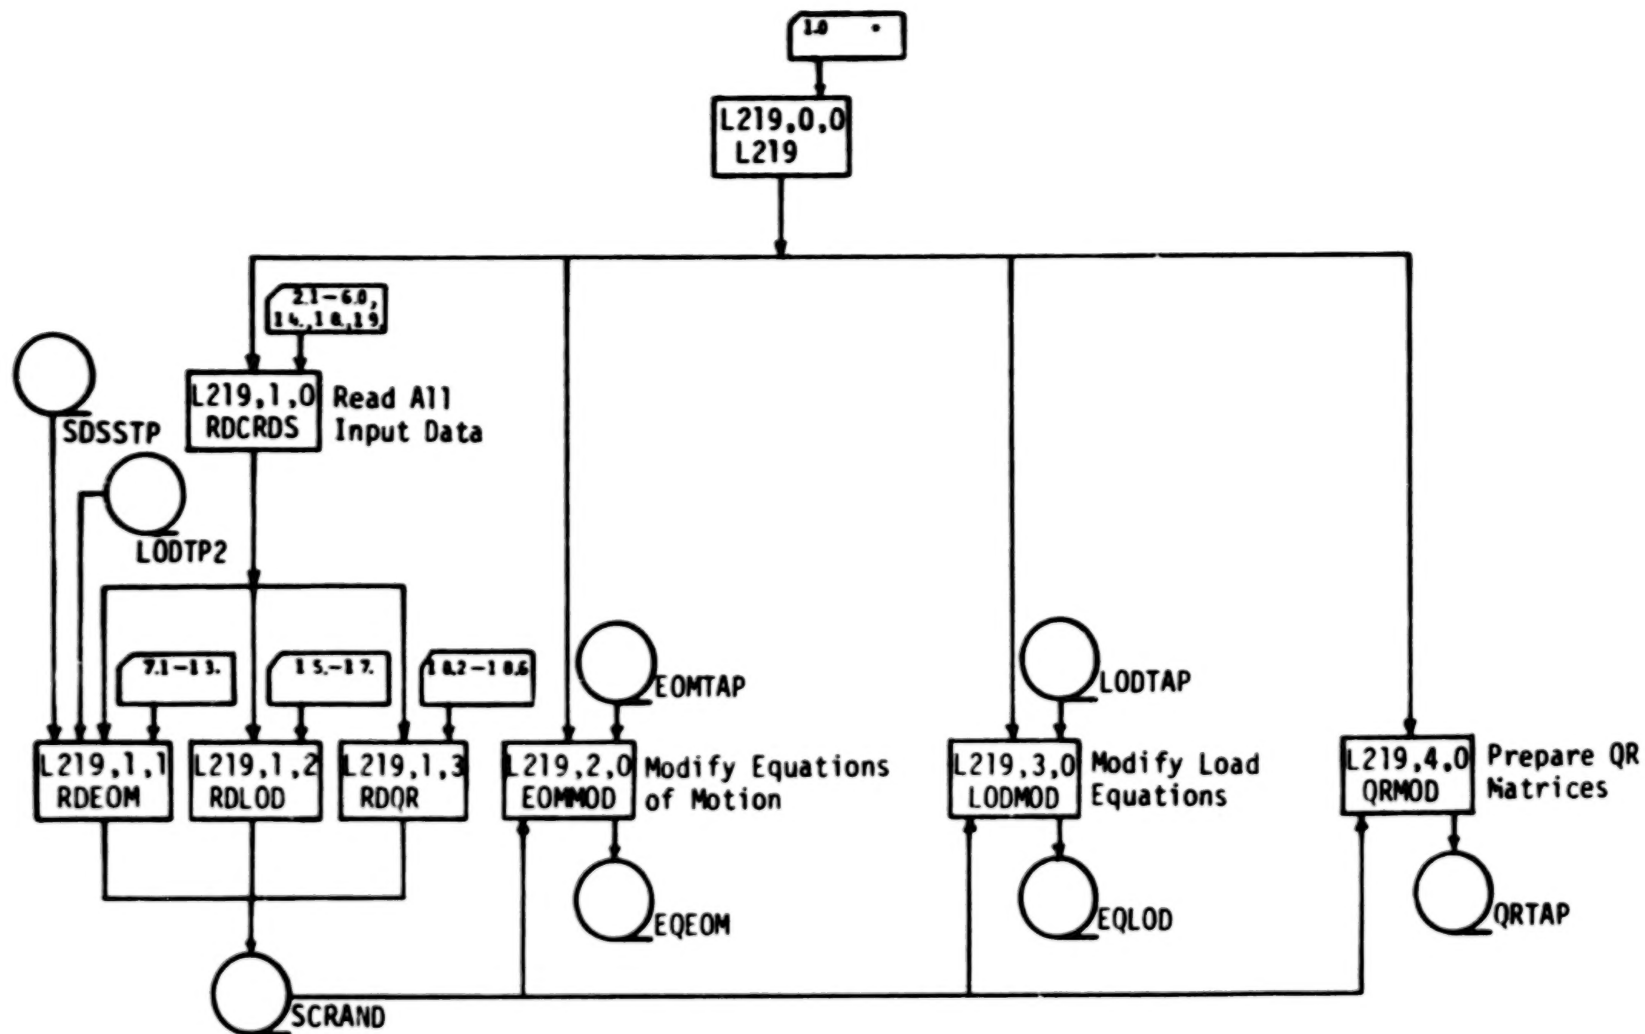 1.0
L219,0,0
L219
2.1-6.0,
14.,18.,19.
L219,1,0
RDCRDS
Read All
Input Data
SDSSTP
LODTP2
7.1-13.
15.-17.
18.2-18.6
EOMTAP
LODTAP
L219,1,1
RDEOM
L219,1,2
RDLOD
L219,1,3
RDQR
L219,2,0
EOMMOD
Modify Equations
of Motion
L219,3,0
LODMOD
Modify Load
Equations
L219,4,0
QRMOD
Prepare QR
Matrices
EQEOM
EQLOD
QRTAP
SCRAND